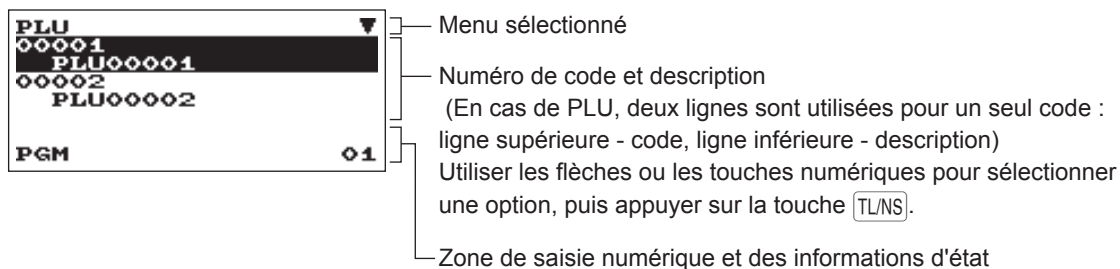 PLU ▼
00001
PLU00001
00002
PLU00002
PGM 01
Menu sélectionné
Numéro de code et description
(En cas de PLU, deux lignes sont utilisées pour un seul code :
ligne supérieure - code, ligne inférieure - description)
Utiliser les flèches ou les touches numériques pour sélectionner
une option, puis appuyer sur la touche TL/NS.
Zone de saisie numérique et des informations d'état